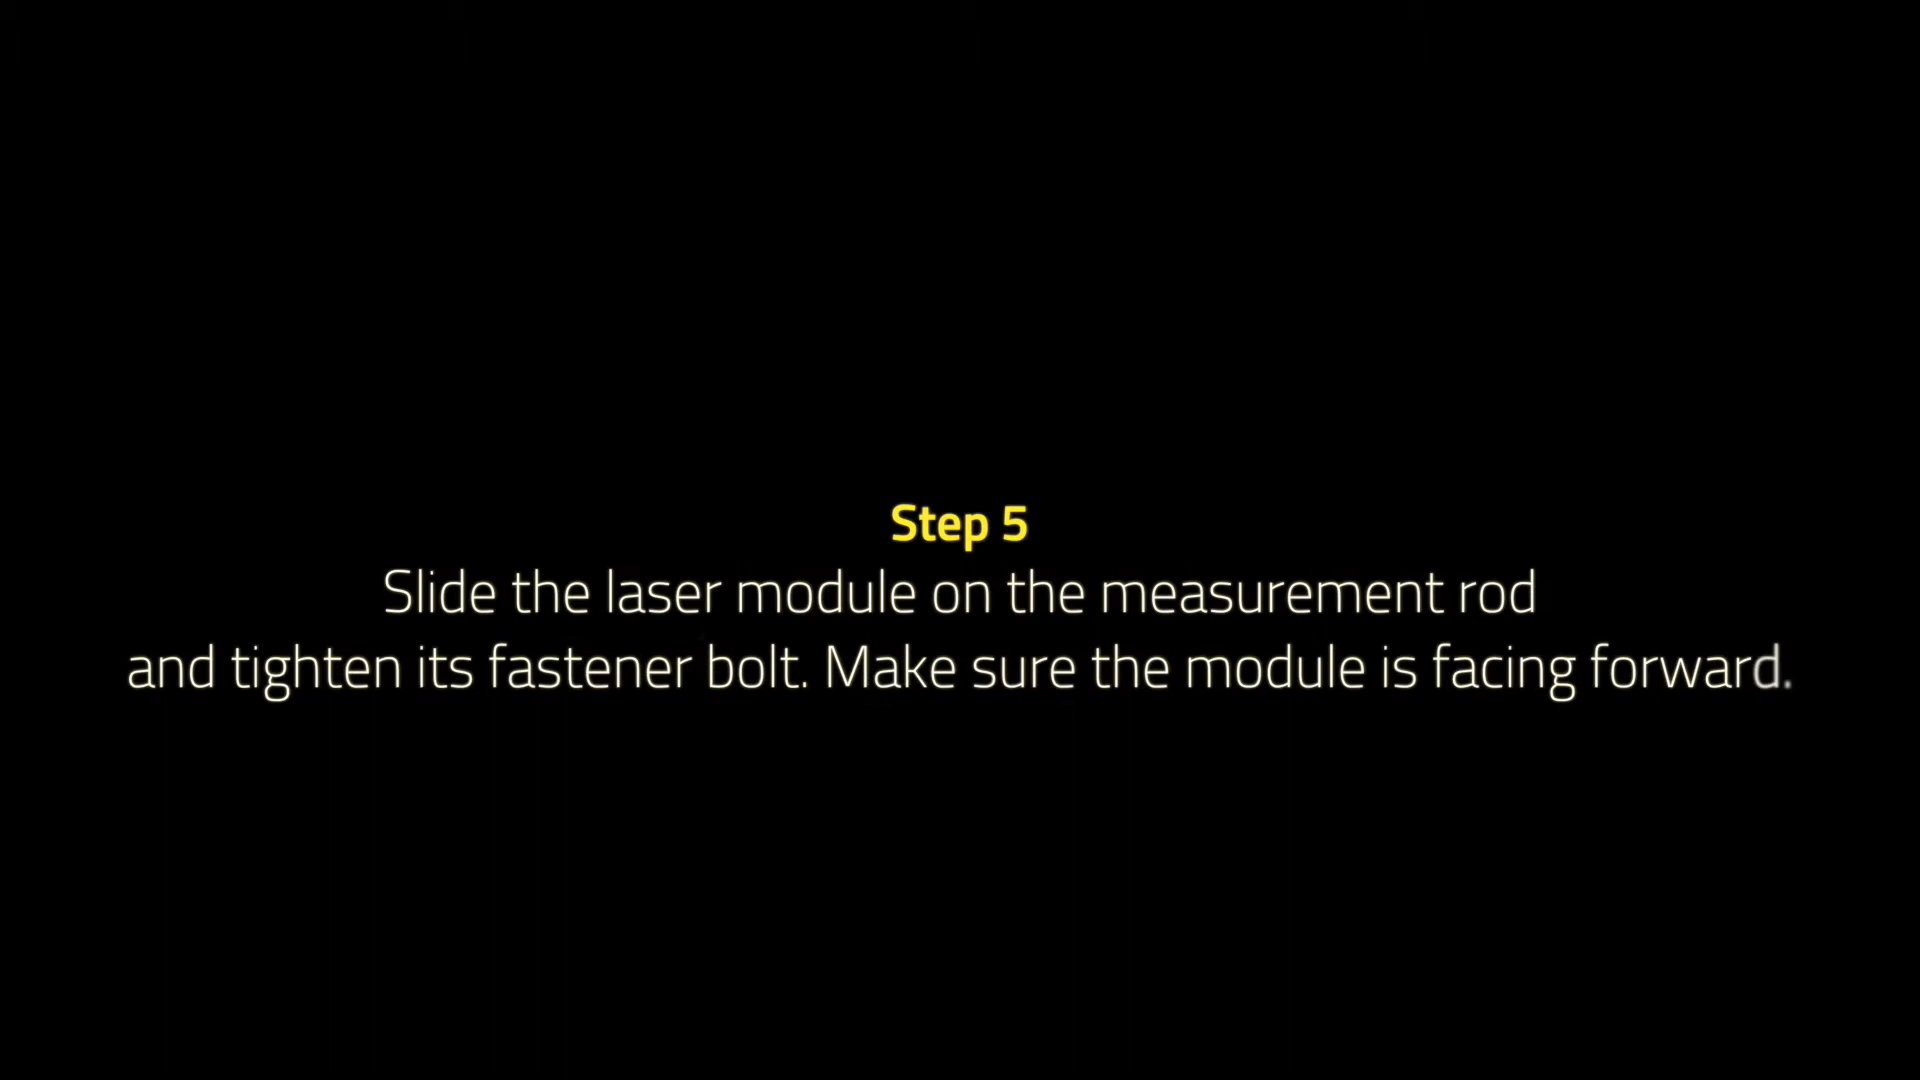 Step 5
Slide the laser module on the measurement rod
and tighten its fastener bolt. Make sure the module is facing forward.